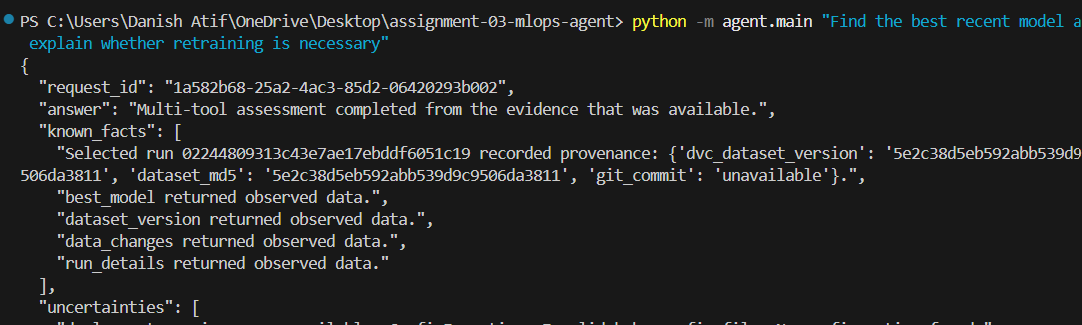 PS C:\Users\Danish Atif\OneDrive\Desktop\assignment-03-mlops-agent> python -m agent.main "Find the best recent model a
explain whether retraining is necessary"
{
"request_id": "1a582b68-25a2-4ac3-85d2-06420293b002",
"answer": "Multi-tool assessment completed from the evidence that was available.",
"known_facts": [
"Selected run 02244809313c43e7ae17ebddf6051c19 recorded provenance: {'dvc_dataset_version': '5e2c38d5eb592abb539d9
506da3811', 'dataset_md5': '5e2c38d5eb592abb539d9c9506da3811', 'git_commit': 'unavailable'}.",
"best_model returned observed data.",
"dataset_version returned observed data.",
"data_changes returned observed data.",
"run_details returned observed data."
],
"uncertainties": [